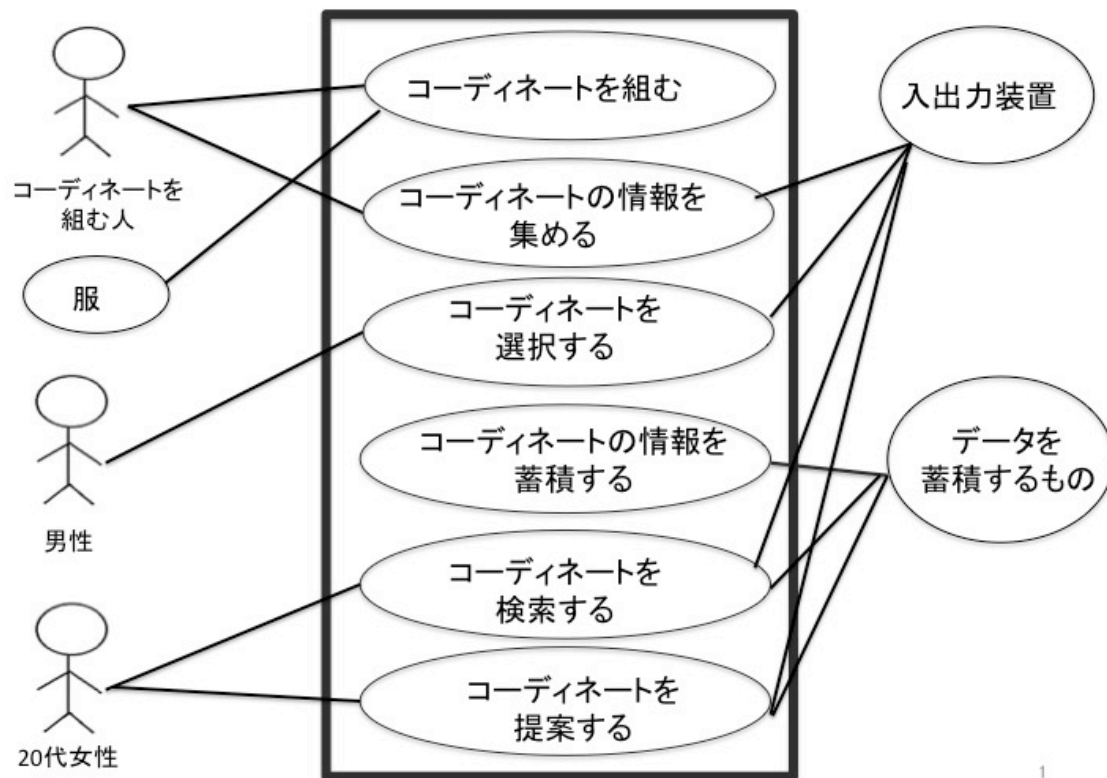 コーディネートを組む
入出力装置
コーディネートを
組む人
コーディネートの情報を
集める
服
コーディネートを
選択する
コーディネートの情報を
蓄積する
データを
蓄積するもの
男性
コーディネートを
検索する
コーディネートを
提案する
20代女性
1